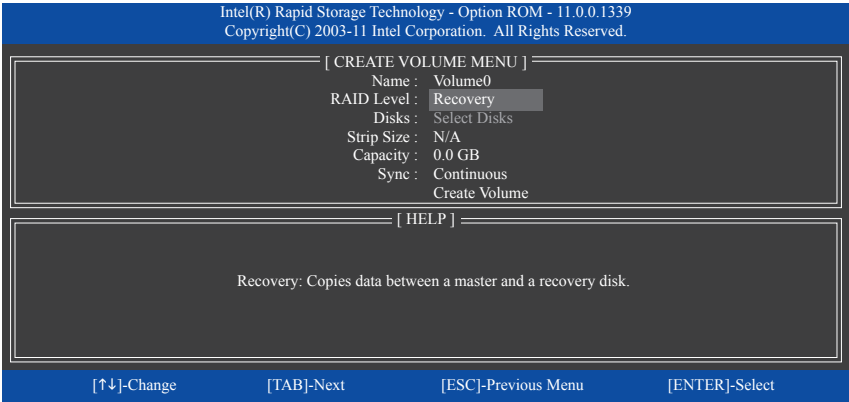 Intel(R) Rapid Storage Technology - Option ROM - 11.0.0.1339
Copyright(C) 2003-11 Intel Corporation. All Rights Reserved.
[ CREATE VOLUME MENU ]
Name : Volume0
RAID Level : Recovery
Disks : Select Disks
Strip Size : N/A
Capacity : 0.0 GB
Sync : Continuous
Create Volume
[ HELP ]
Recovery: Copies data between a master and a recovery disk.
[↑↓]-Change [TAB]-Next [ESC]-Previous Menu [ENTER]-Select